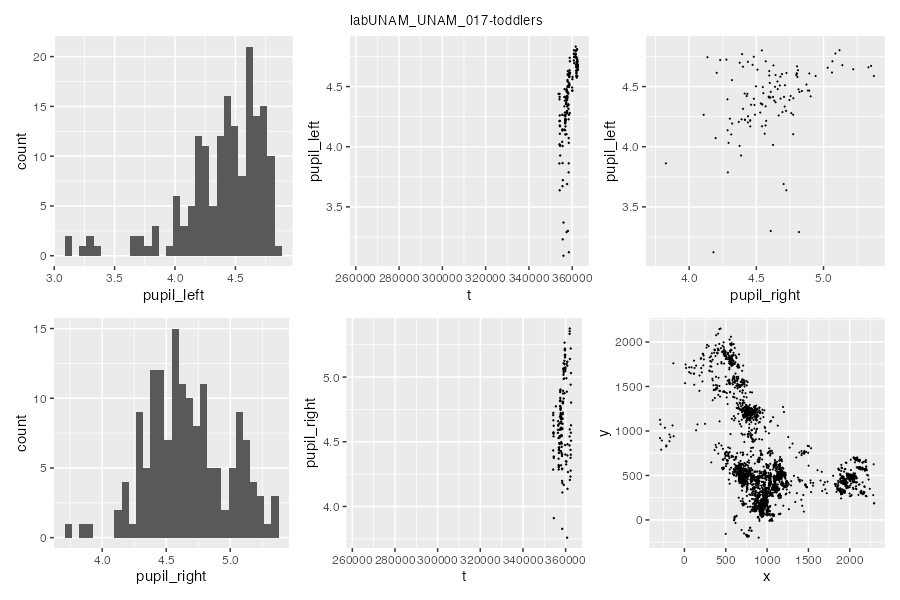 labUNAM_UNAM_017-toddlers
20
15
10
5
0
count
3.0 3.5 4.0 4.5
pupil_left
4.5
4.0
3.5
pupil_left
260000 280000 300000 320000 340000 360000
t
4.5
4.0
3.5
pupil_left
4.0 4.5 5.0
pupil_right
15
10
5
0
count
4.0 4.5 5.0
pupil_right
5.0
4.5
4.0
pupil_right
260000 280000 300000 320000 340000 360000
t
2000
1500
1000
500
0
y
0 500 1000 1500 2000
x